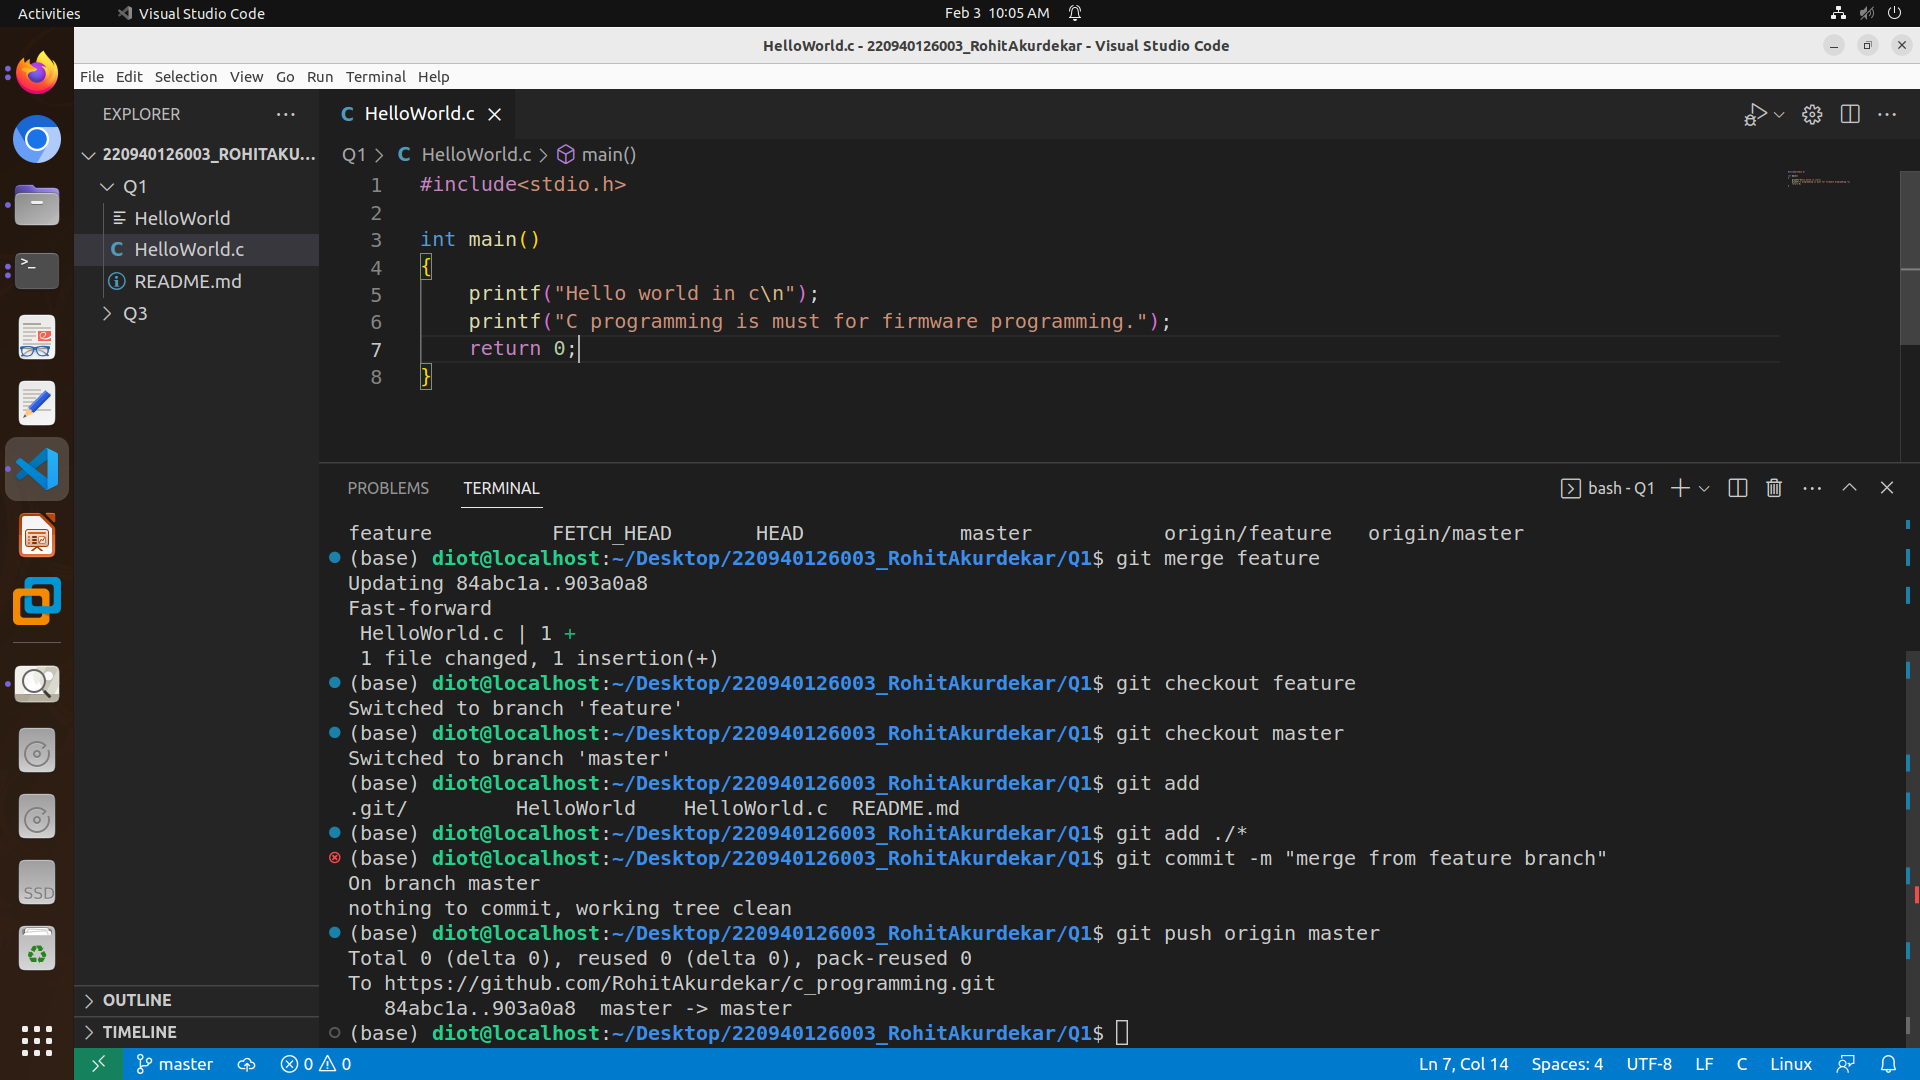 Activities
Visual Studio Code
Feb 3 10:05 AM
HelloWorld.c - 220940126003_RohitAkurdekar - Visual Studio Code
File Edit Selection View Go Run Terminal Help
EXPLORER
220940126003_ROHITAKU...
Q1
HelloWorld
HelloWorld.c
README.md
Q3
OUTLINE
TIMELINE
HelloWorld.c
Q1 > C HelloWorld.c > main()
1 #include<stdio.h>
2
3 int main()
4 {
5 printf("Hello world in c\n");
6 printf("C programming is must for firmware programming.");
7 return 0;
8 }
PROBLEMS TERMINAL
bash - Q1
feature FETCH_HEAD HEAD master origin/feature origin/master
(base) diot@localhost:~/Desktop/220940126003_RohitAkurdekar/Q1$ git merge feature
Updating 84abc1a..903a0a8
Fast-forward
HelloWorld.c | 1 +
1 file changed, 1 insertion(+)
(base) diot@localhost:~/Desktop/220940126003_RohitAkurdekar/Q1$ git checkout feature
Switched to branch 'feature'
(base) diot@localhost:~/Desktop/220940126003_RohitAkurdekar/Q1$ git checkout master
Switched to branch 'master'
(base) diot@localhost:~/Desktop/220940126003_RohitAkurdekar/Q1$ git add
.git/ HelloWorld HelloWorld.c README.md
(base) diot@localhost:~/Desktop/220940126003_RohitAkurdekar/Q1$ git add ./*
(base) diot@localhost:~/Desktop/220940126003_RohitAkurdekar/Q1$ git commit -m "merge from feature branch"
On branch master
nothing to commit, working tree clean
(base) diot@localhost:~/Desktop/220940126003_RohitAkurdekar/Q1$ git push origin master
Total 0 (delta 0), reused 0 (delta 0), pack-reused 0
To https://github.com/RohitAkurdekar/c_programming.git
84abc1a..903a0a8 master -> master
(base) diot@localhost:~/Desktop/220940126003_RohitAkurdekar/Q1$
SSD
master 0 0 Ln 7, Col 14 Spaces: 4 UTF-8 LF C Linux